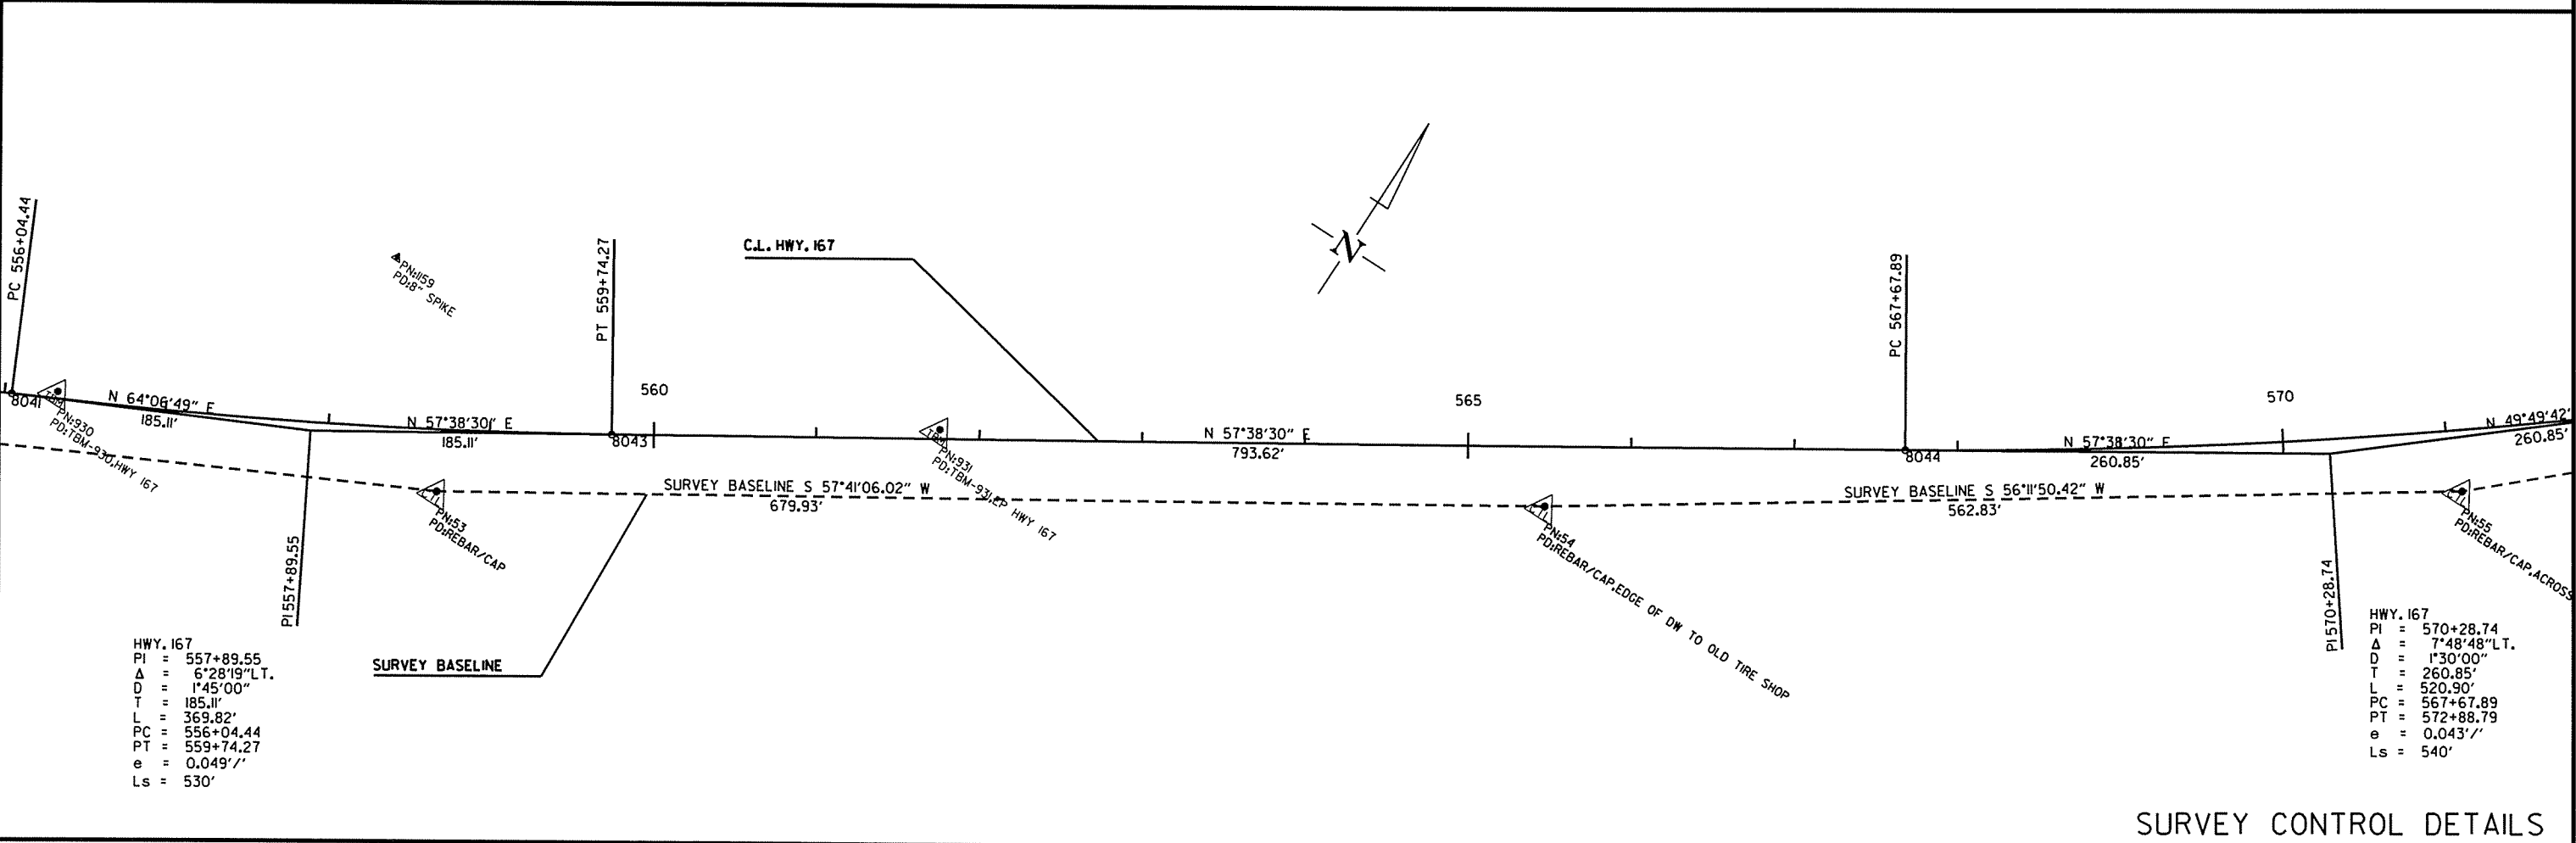 PC 556+04.44
PN:1159
PD:8" SPIKE
PT 559+74.27
C.L. HWY. 167
N
PC 567+67.89
8041
TBM
PN:930
PD:TBM-930,HWY 167
N 64°06'49" E
185.11'
N 57°38'30" E
185.11'
8043
560
TBM
PN:931
PD:TBM-931,EP HWY 167
N 57°38'30" E
793.62'
565
8044
570
N 57°38'30" E
260.85'
N 49°49'42"
260.85'
PN:53
PD:REBAR/CAP
SURVEY BASELINE S 57°41'06.02" W
679.93'
PN:54
PD:REBAR/CAP,EDGE OF DW TO OLD TIRE SHOP
SURVEY BASELINE S 56°11'50.42" W
562.83'
PN:55
PD:REBAR/CAP,ACROSS
PI 557+89.55
PI 570+28.74
SURVEY BASELINE
HWY. 167
PI = 557+89.55
Δ = 6°28'19"LT.
D = 1°45'00"
T = 185.11'
L = 369.82'
PC = 556+04.44
PT = 559+74.27
e = 0.049'/'
Ls = 530'
HWY. 167
PI = 570+28.74
Δ = 7°48'48"LT.
D = 1°30'00"
T = 260.85'
L = 520.90'
PC = 567+67.89
PT = 572+88.79
e = 0.043'/'
Ls = 540'
SURVEY CONTROL DETAILS